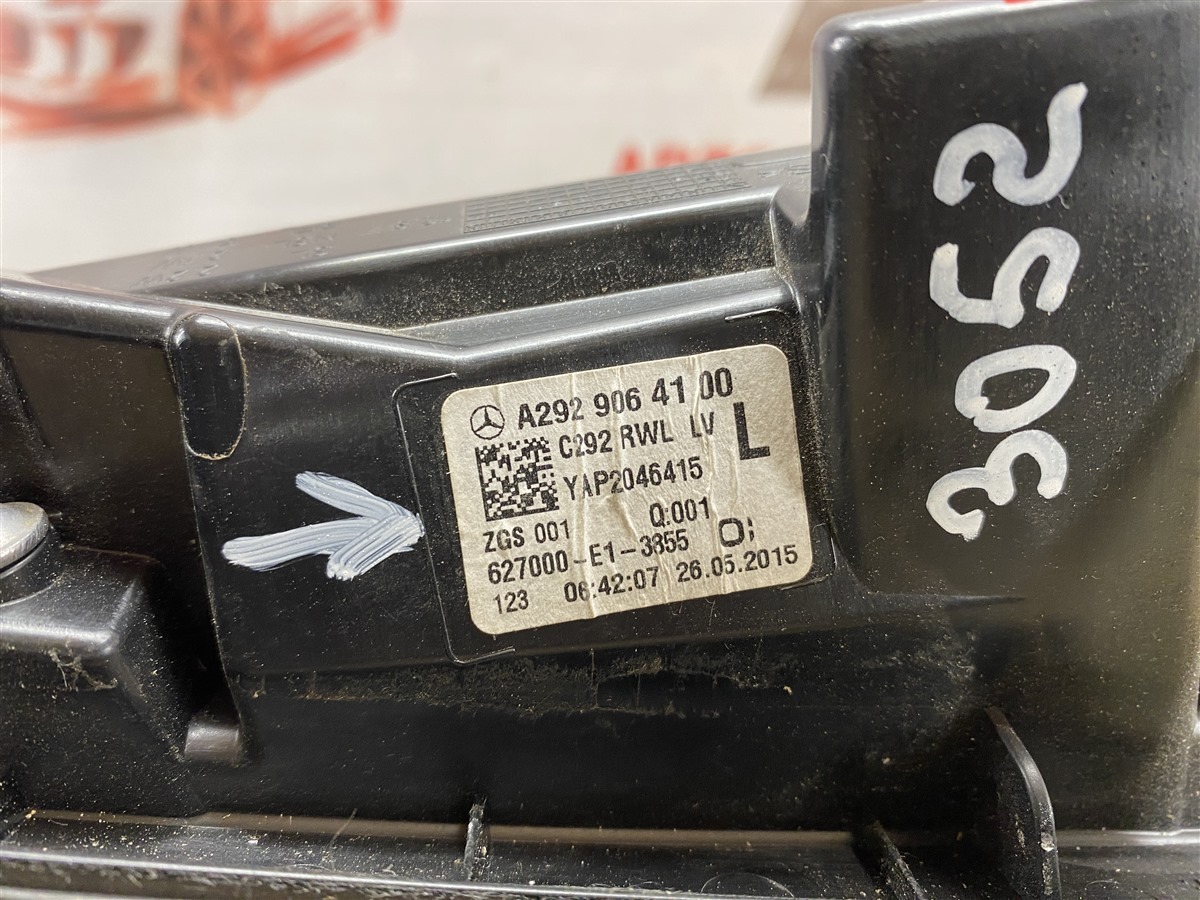 A292 906 41 00
C292 RWL LV
L
YAP2046415
ZGS 001 Q:001
627000-E1-3855
123 06:42:07 26.05.2015
3052